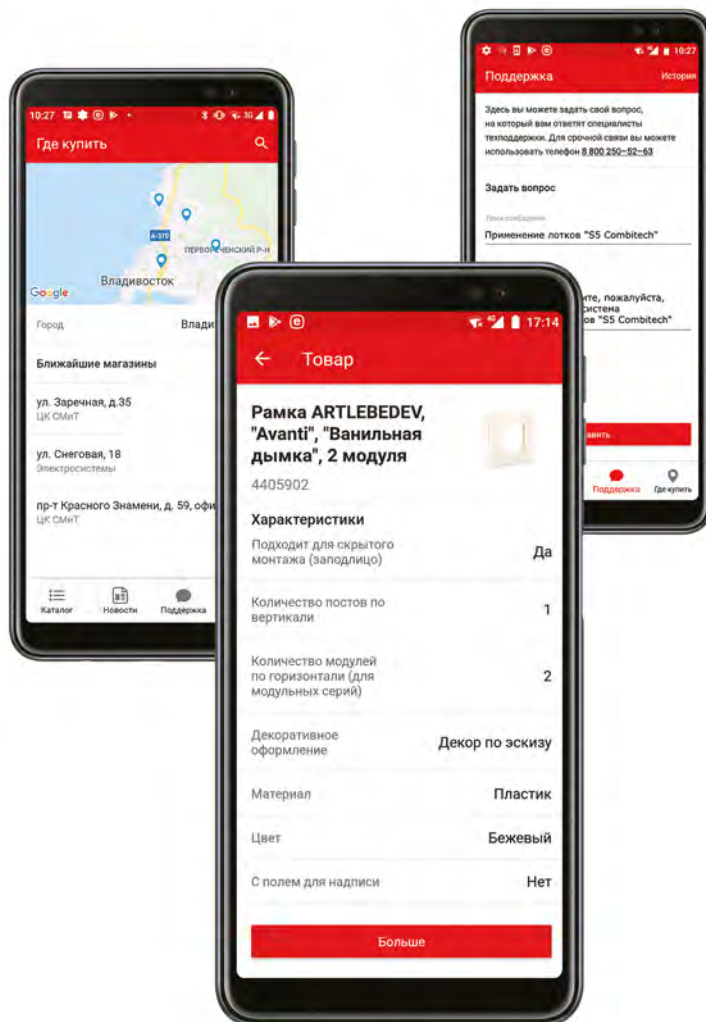 10:27
3G
Где купить
А-370
ПЕРВОРЕЧЕНСКИЙ Р-Н
Владивосток
Google
Город
Ближайшие магазины
ул. Заречная, д.35
ЦК СМиТ
ул. Снеговая, 18
Электросистемы
пр-т Красного Знамени, д. 59,
ЦК СМиТ
Каталог
Новости
Поддержка
10:27
Поддержка
История
Здесь вы можете задать свой вопрос,
на который вам ответят специалисты
техподдержки. Для срочной связи вы можете
использовать телефон 8 800 250-52-63
Задать вопрос
Тема сообщения
Применение лотков "S5 Combitech"
пожалуйста,
система
"S5 Combitech"
Поддержка
Где купить
4G
17:14
Товар
Рамка ARTLEBEDEV,
"Avanti", "Ванильная
дымка", 2 модуля
4405902
Характеристики
Подходит для скрытого
монтажа (заподлицо)
Да
Количество постов по
вертикали
1
Количество модулей
по горизонтали (для
модульных серий)
2
Декоративное
оформление
Декор по эскизу
Материал
Пластик
Цвет
Бежевый
С полем для надписи
Нет
Больше